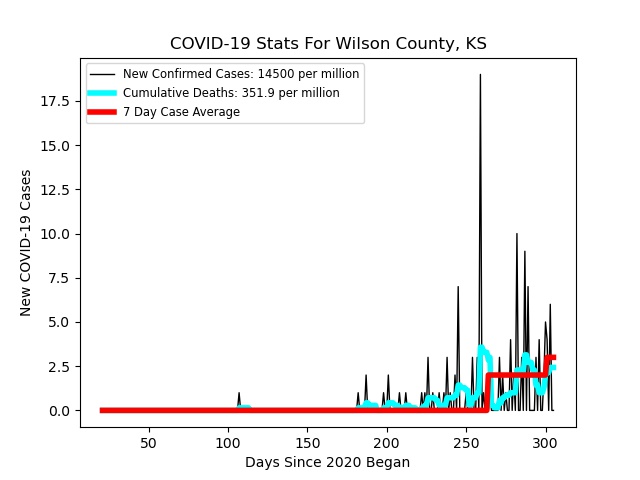 COVID-19 Stats For Wilson County, KS
New Confirmed Cases: 14500 per million
Cumulative Deaths: 351.9 per million
7 Day Case Average
New COVID-19 Cases
17.5
15.0
12.5
10.0
7.5
5.0
2.5
0.0
50 100 150 200 250 300
Days Since 2020 Began